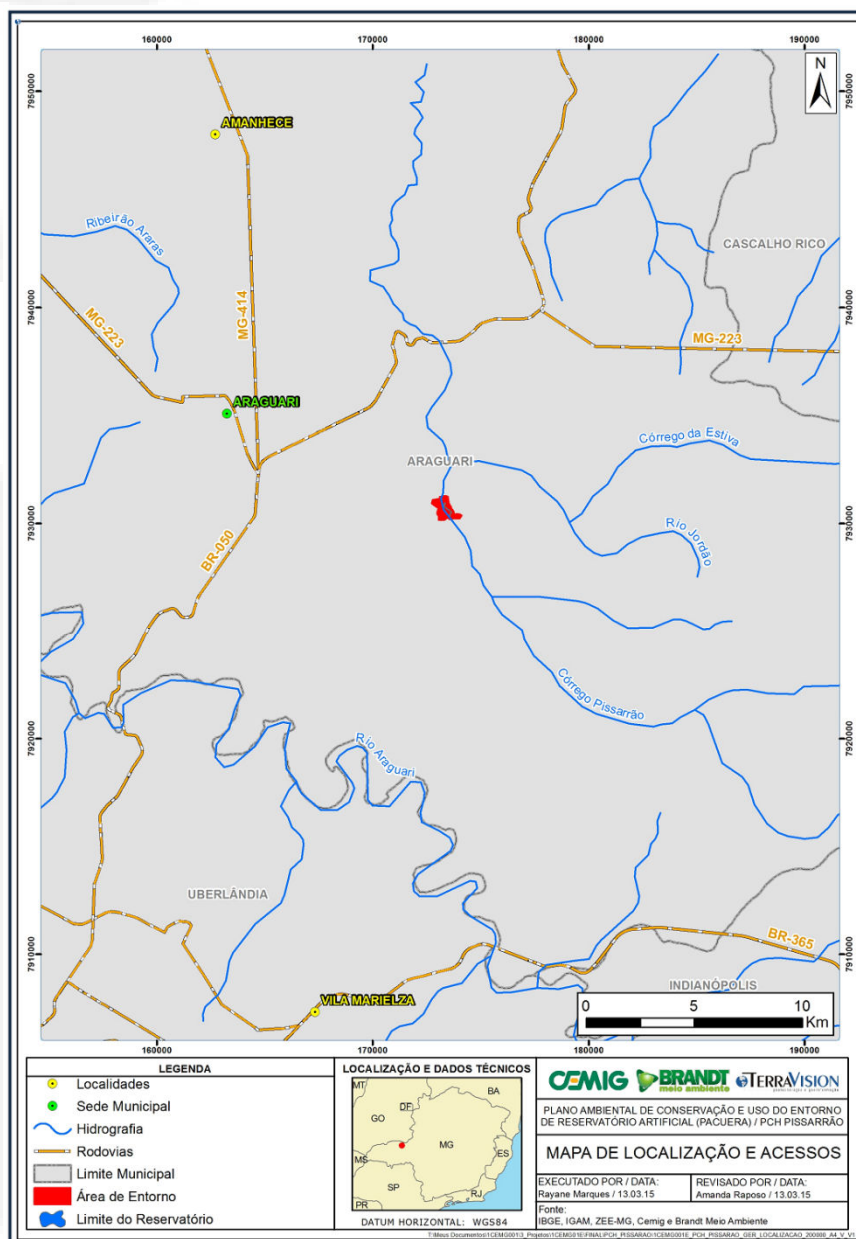 160000
170000
180000
190000
N
7950000
7950000
AMANHECE
Ribeirão Araras
CASCALHO RICO
7940000
7940000
MG-223
MG-414
MG-223
ARAGUARI
Córrego da Estiva
ARAGUARI
7930000
7930000
Rio Jordão
BR-050
Córrego Pissarrão
7920000
7920000
Rio Araguari
UBERLÂNDIA
7910000
7910000
BR-365
INDIANÓPOLIS
VILA MARIELZA
0 5 10
Km
160000
170000
180000
190000
LEGENDA
Localidades
Sede Municipal
Hidrografia
Rodovias
Limite Municipal
Área de Entorno
Limite do Reservatório
LOCALIZAÇÃO E DADOS TÉCNICOS
MT
BA
GO
DF
MG
MS
ES
SP
RJ
PR
DATUM HORIZONTAL: WGS84
CEMIG
BRANDT
meio ambiente
TERRAVISION
PLANO AMBIENTAL DE CONSERVAÇÃO E USO DO ENTORNO
DE RESERVATÓRIO ARTIFICIAL (PACUERA) / PCH PISSARRÃO
MAPA DE LOCALIZAÇÃO E ACESSOS
EXECUTADO POR / DATA:
Rayane Marques / 13.03.15
REVISADO POR / DATA:
Amanda Raposo / 13.03.15
Fonte:
IBGE, IGAM, ZEE-MG, Cemig e Brandt Meio Ambiente